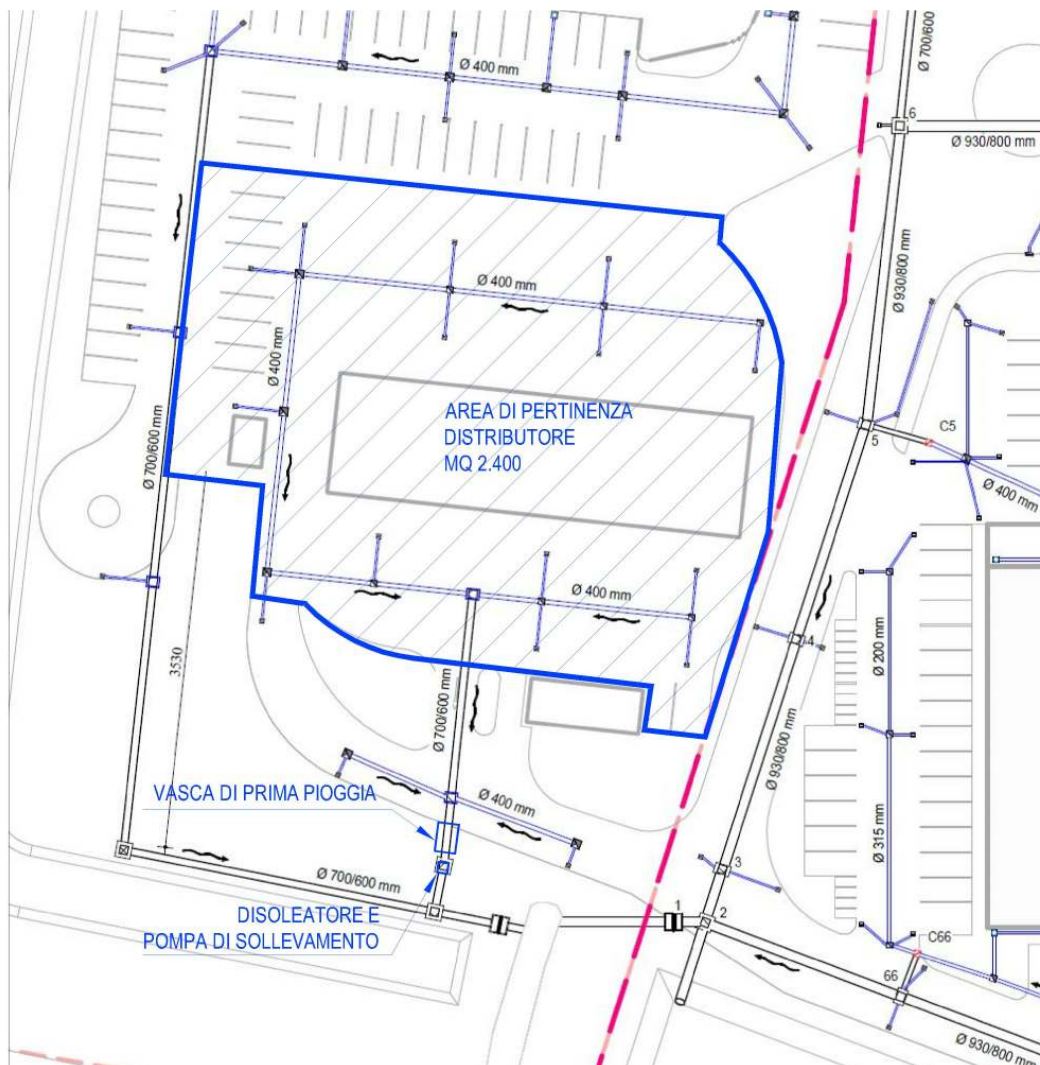 Ø 700/600
Ø 400 mm
6
Ø 930/800 mm
Ø 400 mm
Ø 930/800 mm
Ø 400 mm
AREA DI PERTINENZA
DISTRIBUTORE
MQ 2.400
C5
5
Ø 700/600 mm
Ø 400 mm
Ø 400 mm
4
Ø 200 mm
3530
Ø 700/600 mm
Ø 930/800 mm
VASCA DI PRIMA PIOGGIA
Ø 400 mm
Ø 315 mm
3
Ø 700/600 mm
1
2
DISOLEATORE E
POMPA DI SOLLEVAMENTO
C66
66
Ø 930/800 mm